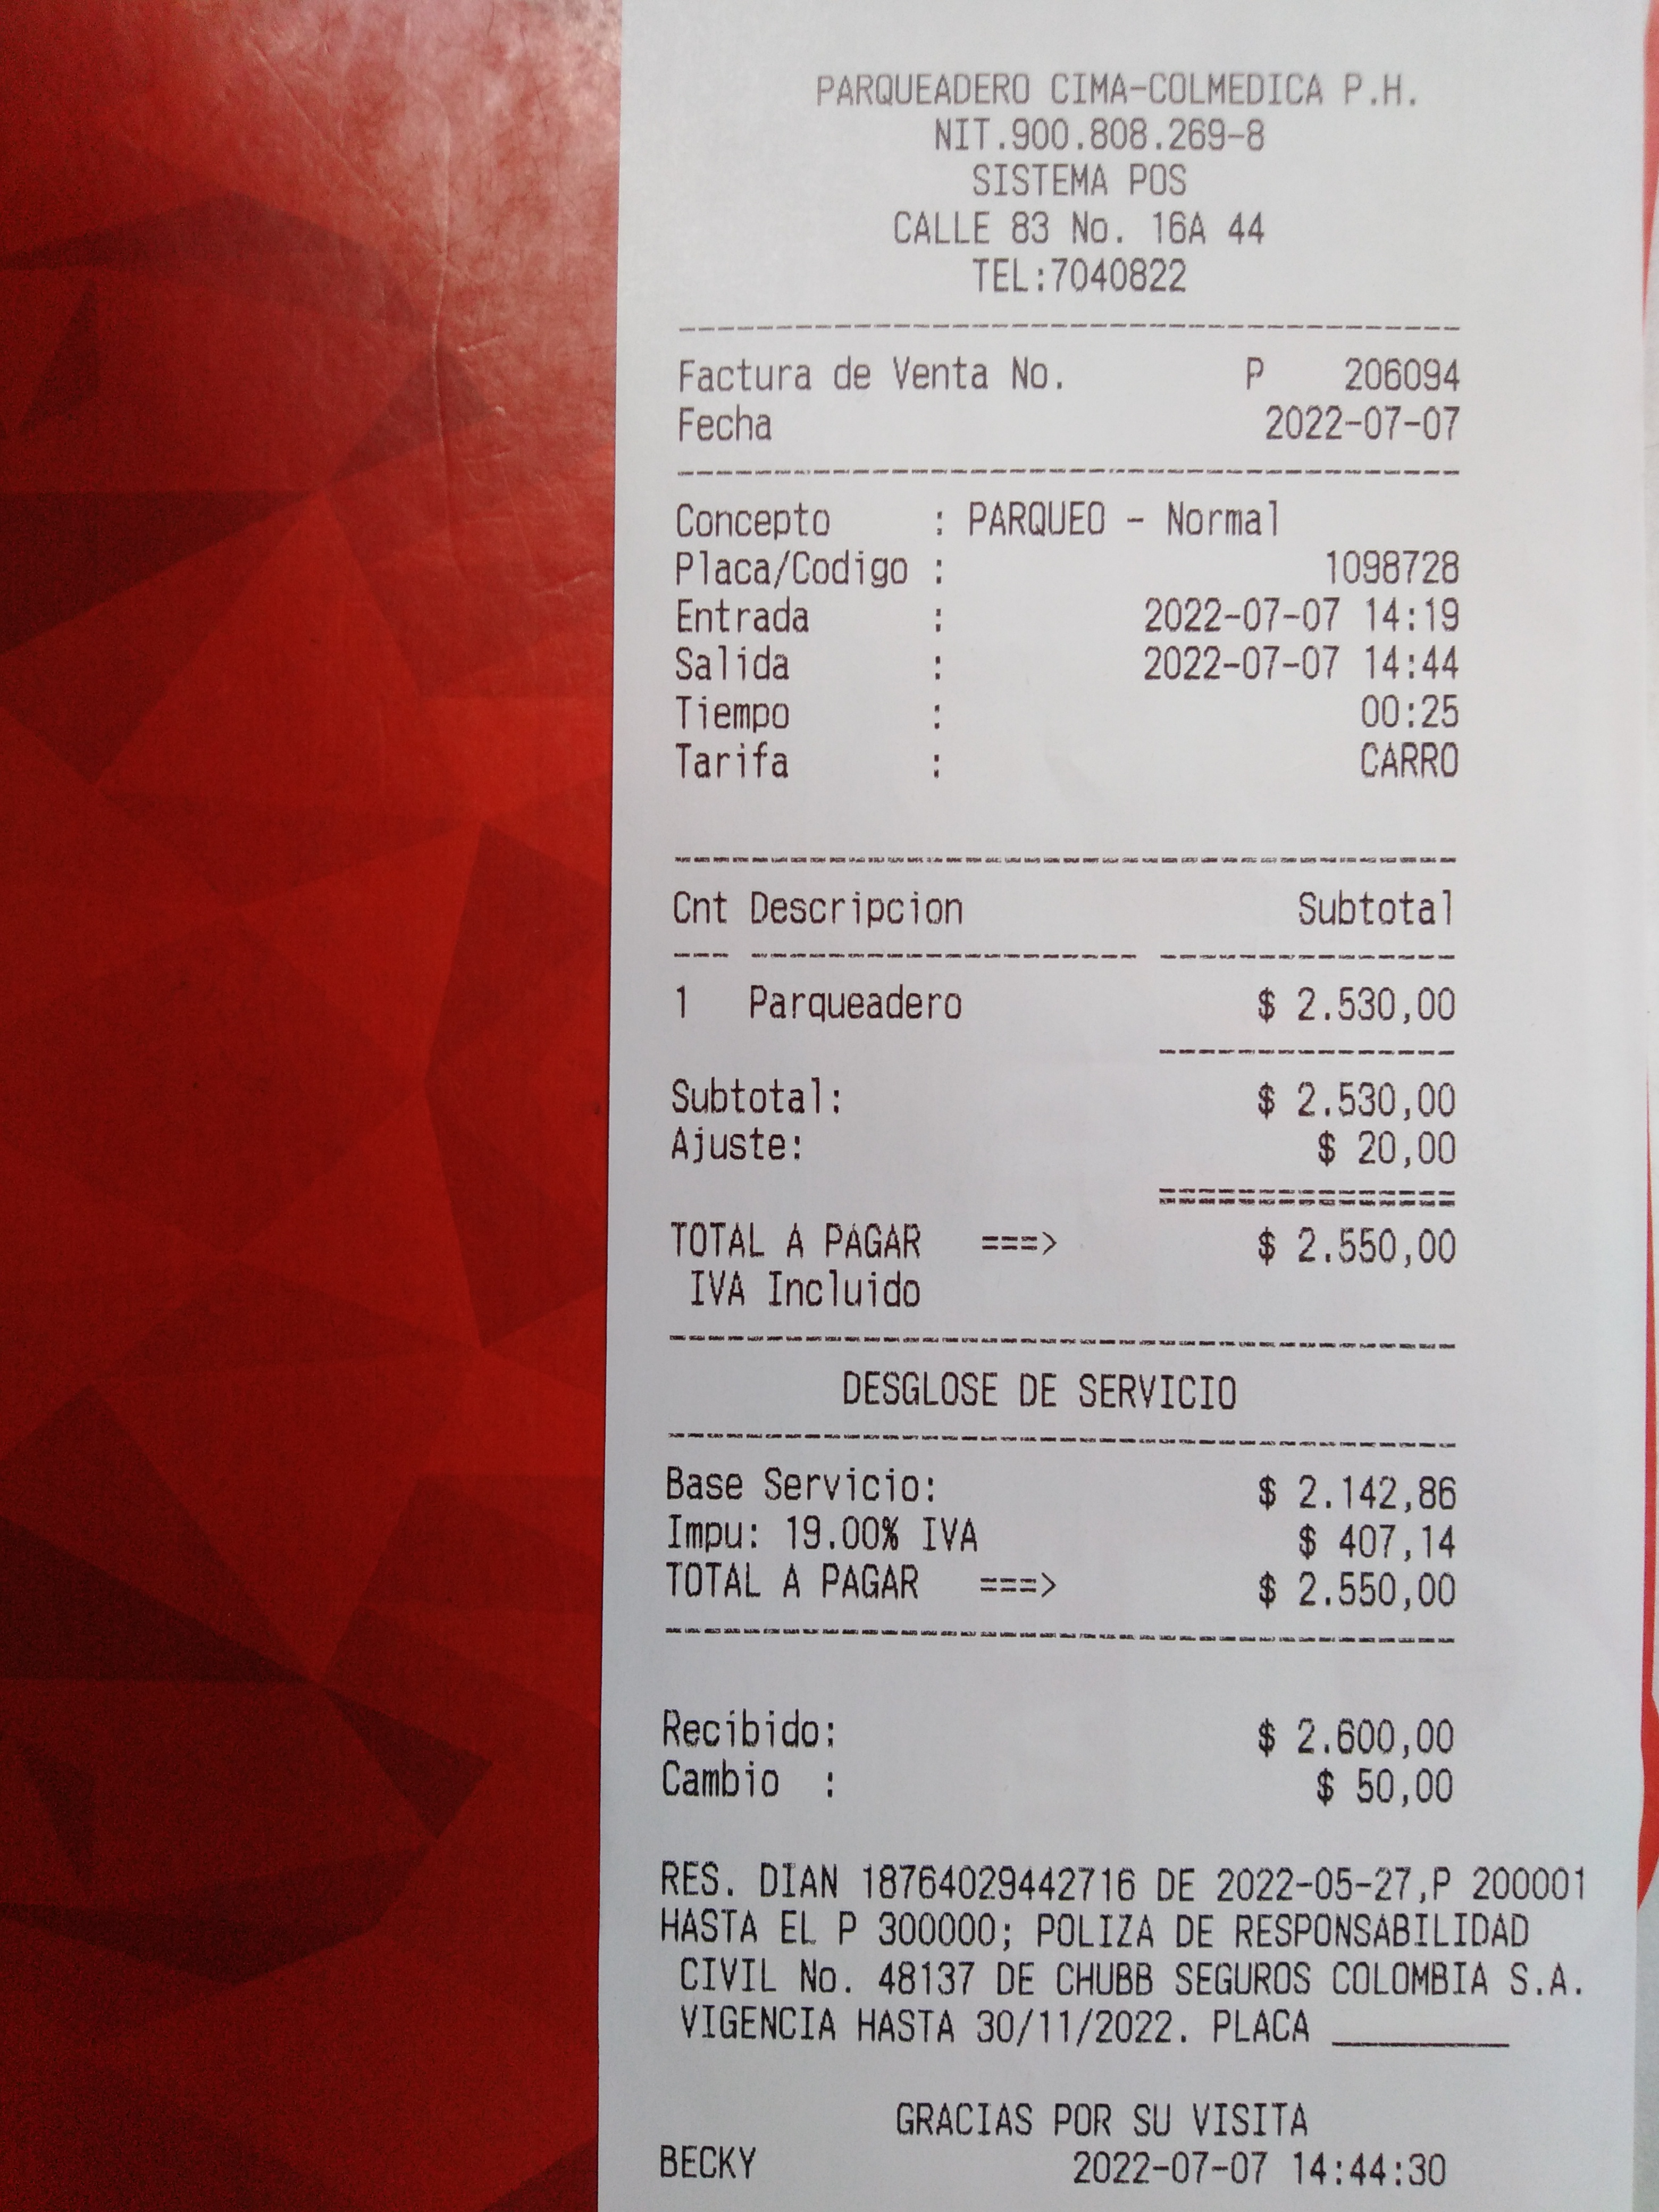 PARQUEADERO CIMA-COLMEDICA P.H.
NIT.900.808.269-8
SISTEMA POS
CALLE 83 No. 16A 44
TEL:7040822
Factura de Venta No. P 206094
Fecha 2022-07-07
Concepto : PARQUEO - Normal
Placa/Codigo : 1098728
Entrada : 2022-07-07 14:19
Salida : 2022-07-07 14:44
Tiempo : 00:25
Tarifa : CARRO
Cnt Descripcion Subtotal
1 Parqueadero $ 2.530,00
Subtotal: $ 2.530,00
Ajuste: $ 20,00
TOTAL A PAGAR ===> $ 2.550,00
IVA Incluido
DESGLOSE DE SERVICIO
Base Servicio: $ 2.142,86
Impu: 19.00% IVA $ 407,14
TOTAL A PAGAR ===> $ 2.550,00
Recibido: $ 2.600,00
Cambio : $ 50,00
RES. DIAN 18764029442716 DE 2022-05-27,P 200001
HASTA EL P 300000; POLIZA DE RESPONSABILIDAD
CIVIL No. 48137 DE CHUBB SEGUROS COLOMBIA S.A.
VIGENCIA HASTA 30/11/2022. PLACA _________
GRACIAS POR SU VISITA
BECKY 2022-07-07 14:44:30